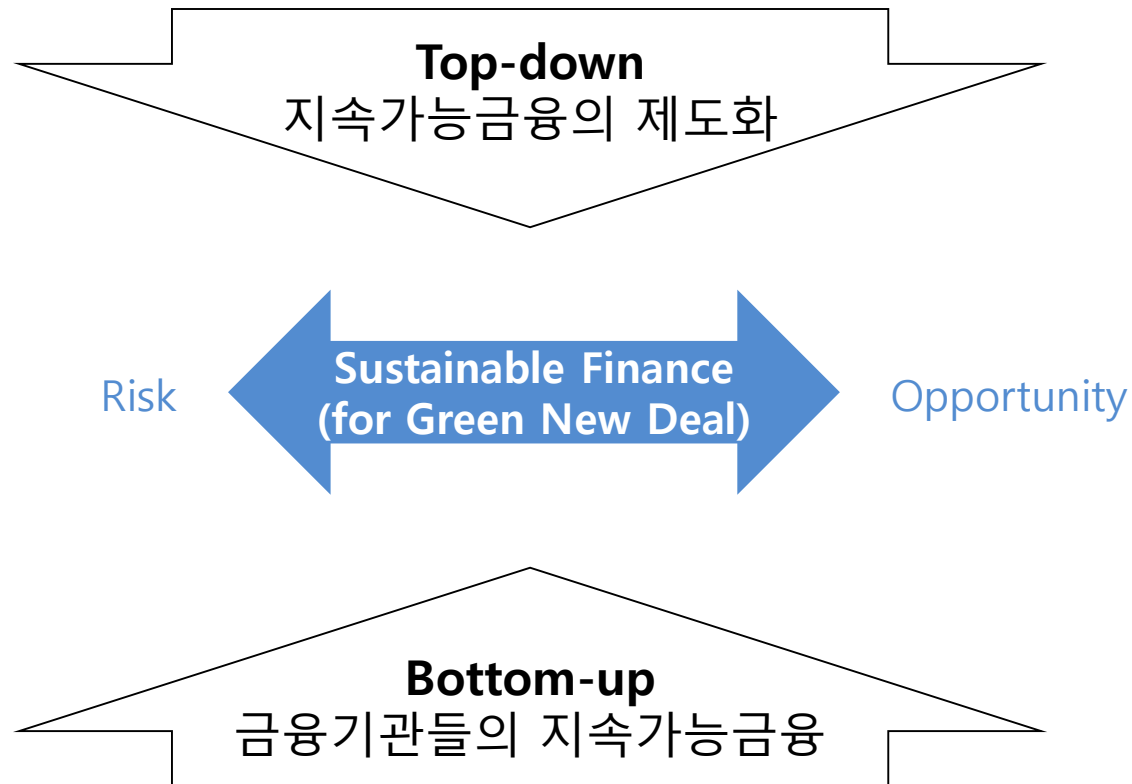 Top-down
지속가능금융의 제도화
Risk
Sustainable Finance
(for Green New Deal)
Opportunity
Bottom-up
금융기관들의 지속가능금융